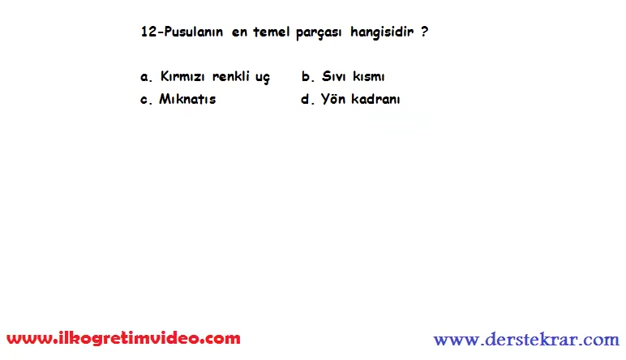 12-Pusulanın en temel parçası hangisidir ?
a. Kırmızı renkli uç b. Sıvı kısmı
c. Mıknatıs d. Yön kadranı
www.ilkogretimvideo.com www.derstekrar.com